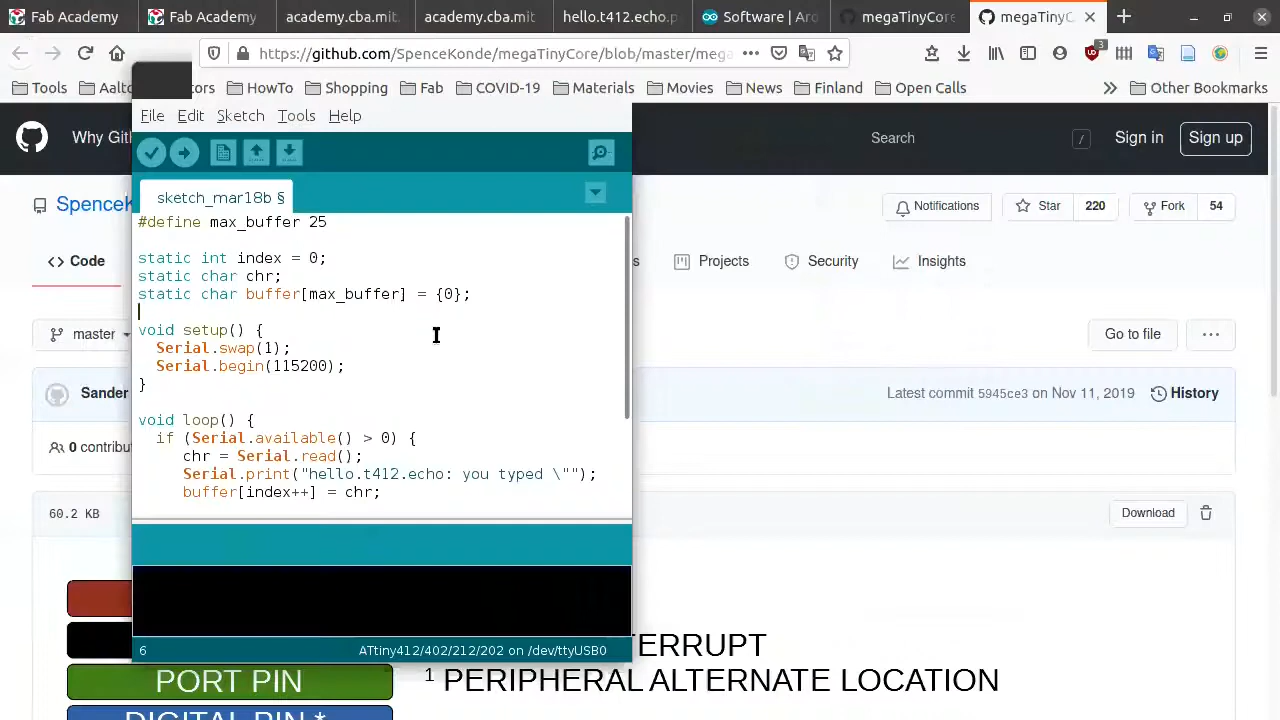 Fab Academy
Fab Academy
academy.cba.mit.
academy.cba.mit
hello.t412.echo.p
Software | Ard
megaTinyCore
megaTinyC
https://github.com/SpenceKonde/megaTinyCore/blob/master/mega
3
Tools
HowTo
Shopping
Fab
COVID-19
Materials
Movies
News
Finland
Open Calls
Other Bookmarks
File Edit Sketch Tools Help
Search
/
Sign in
Sign up
sketch_mar18b §
Notifications
Star
220
Fork
54
Code
Projects
Security
Insights
#define max_buffer 25
static int index = 0;
static char chr;
static char buffer[max_buffer] = {0};
void setup() {
Serial.swap(1);
Serial.begin(115200);
}
void loop() {
if (Serial.available() > 0) {
chr = Serial.read();
Serial.print("hello.t412.echo: you typed \"");
buffer[index++] = chr;
master
Go to file
Sander
Latest commit 5945ce3 on Nov 11, 2019
History
0 contribu
60.2 KB
Download
6
ATtiny412/402/212/202 on /dev/ttyUSB0
TERRUPT
PORT PIN
1 PERIPHERAL ALTERNATE LOCATION
DIGITAL PIN *